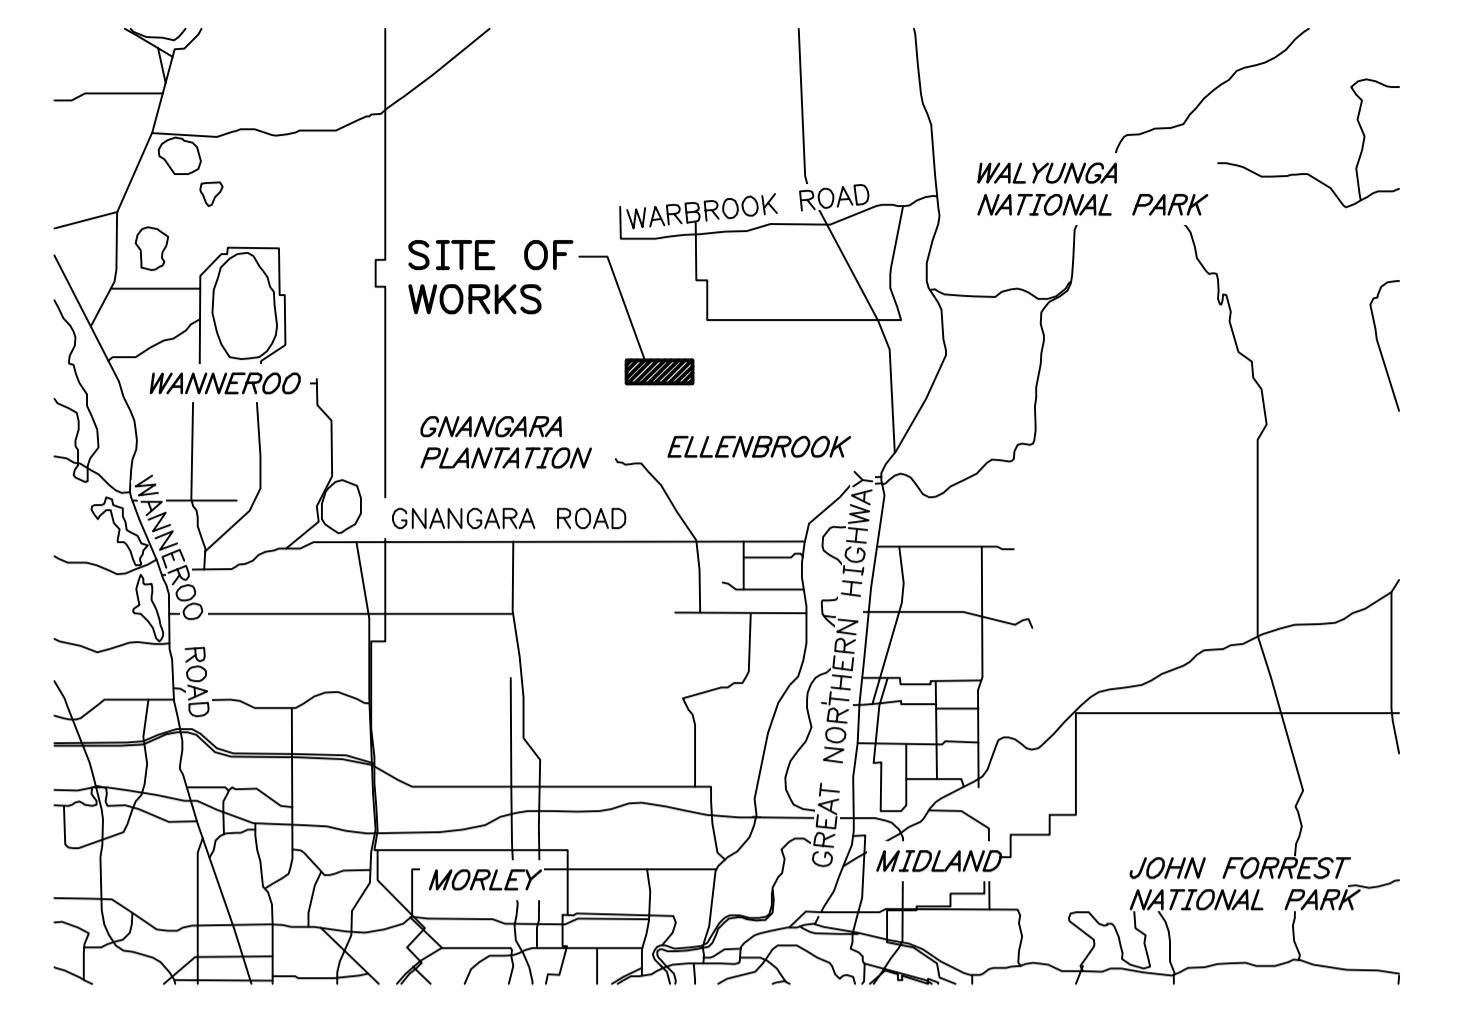 WALYUNGA
NATIONAL PARK
WARBROOK ROAD
SITE OF
WORKS
WANNEROO
GNANGARA
PLANTATION
ELLENBROOK
GNANGARA ROAD
WANNEROO ROAD
GREAT NORTHERN HIGHWAY
MORLEY
MIDLAND
JOHN FORREST
NATIONAL PARK